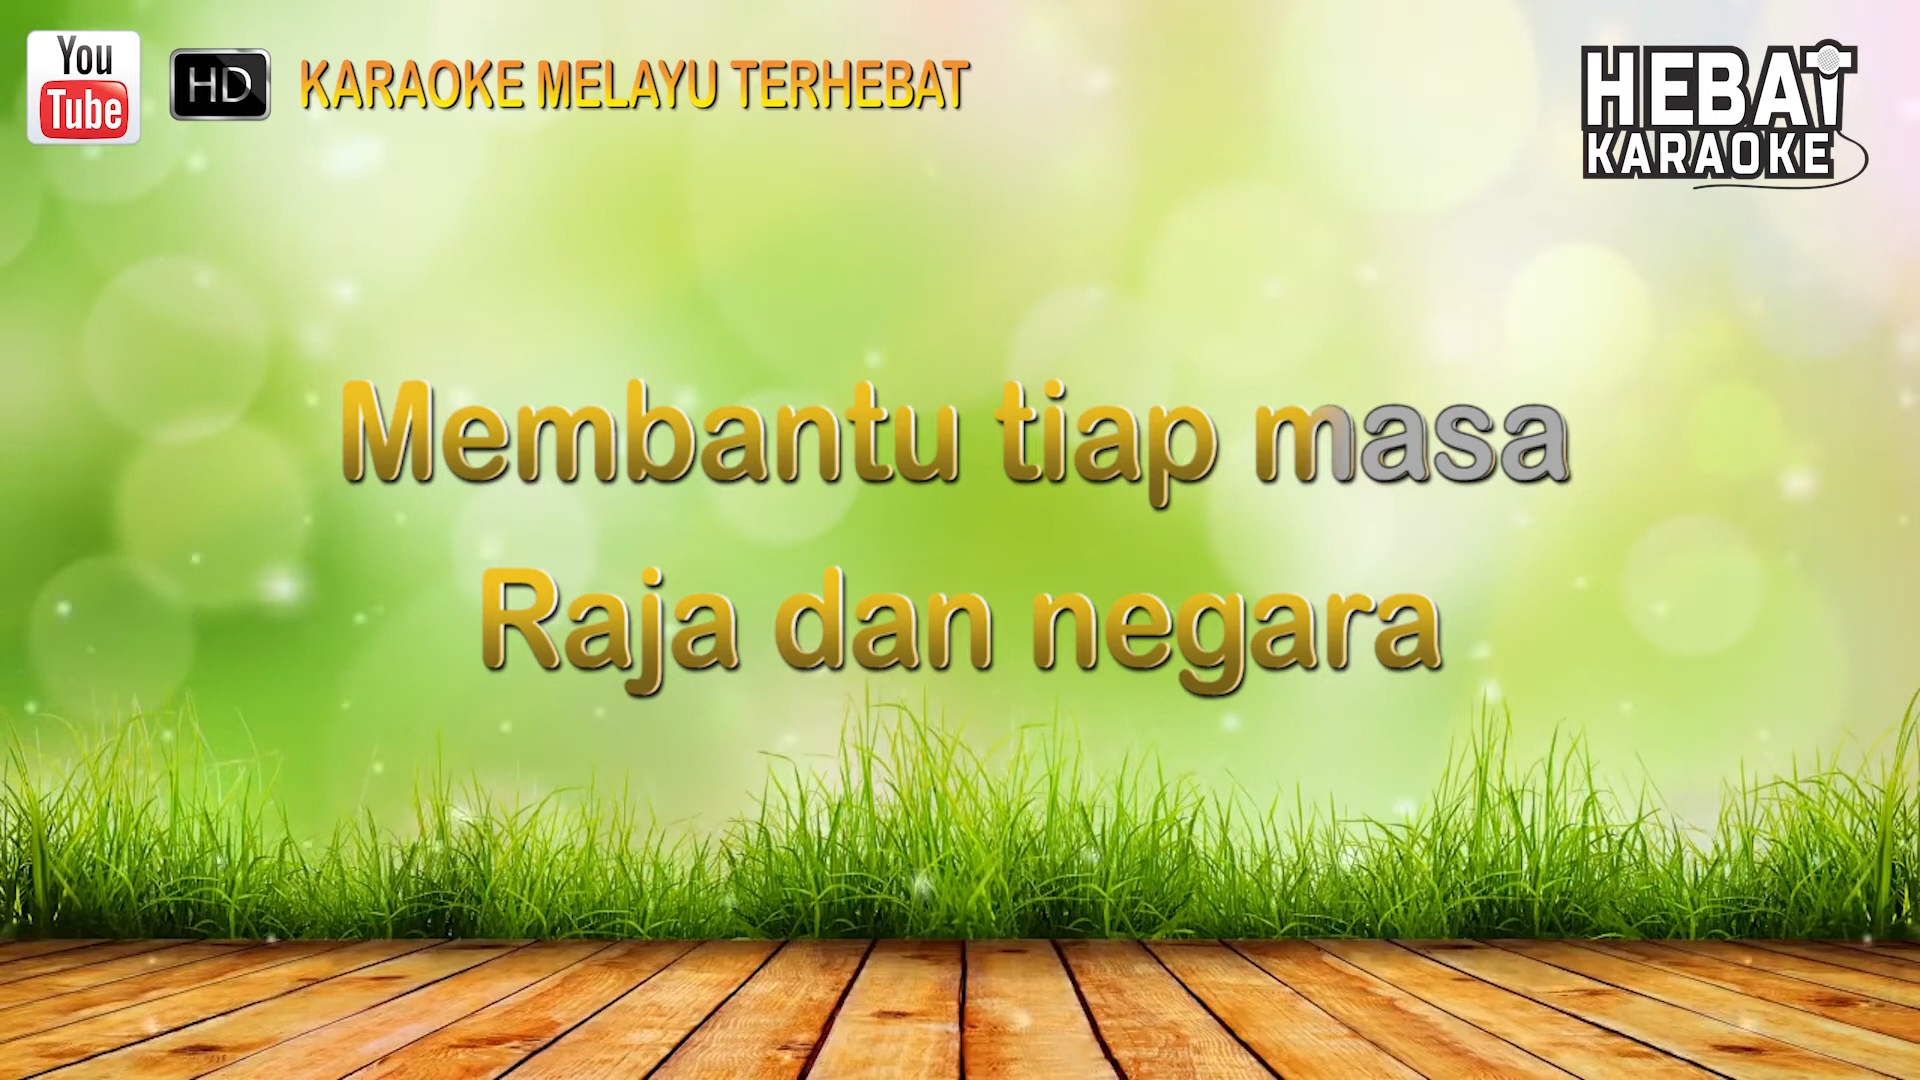 You
Tube
HD
KARAOKE MELAYU TERHEBAT
HEBAT
KARAOKE
Membantu tiap masa
Raja dan negara